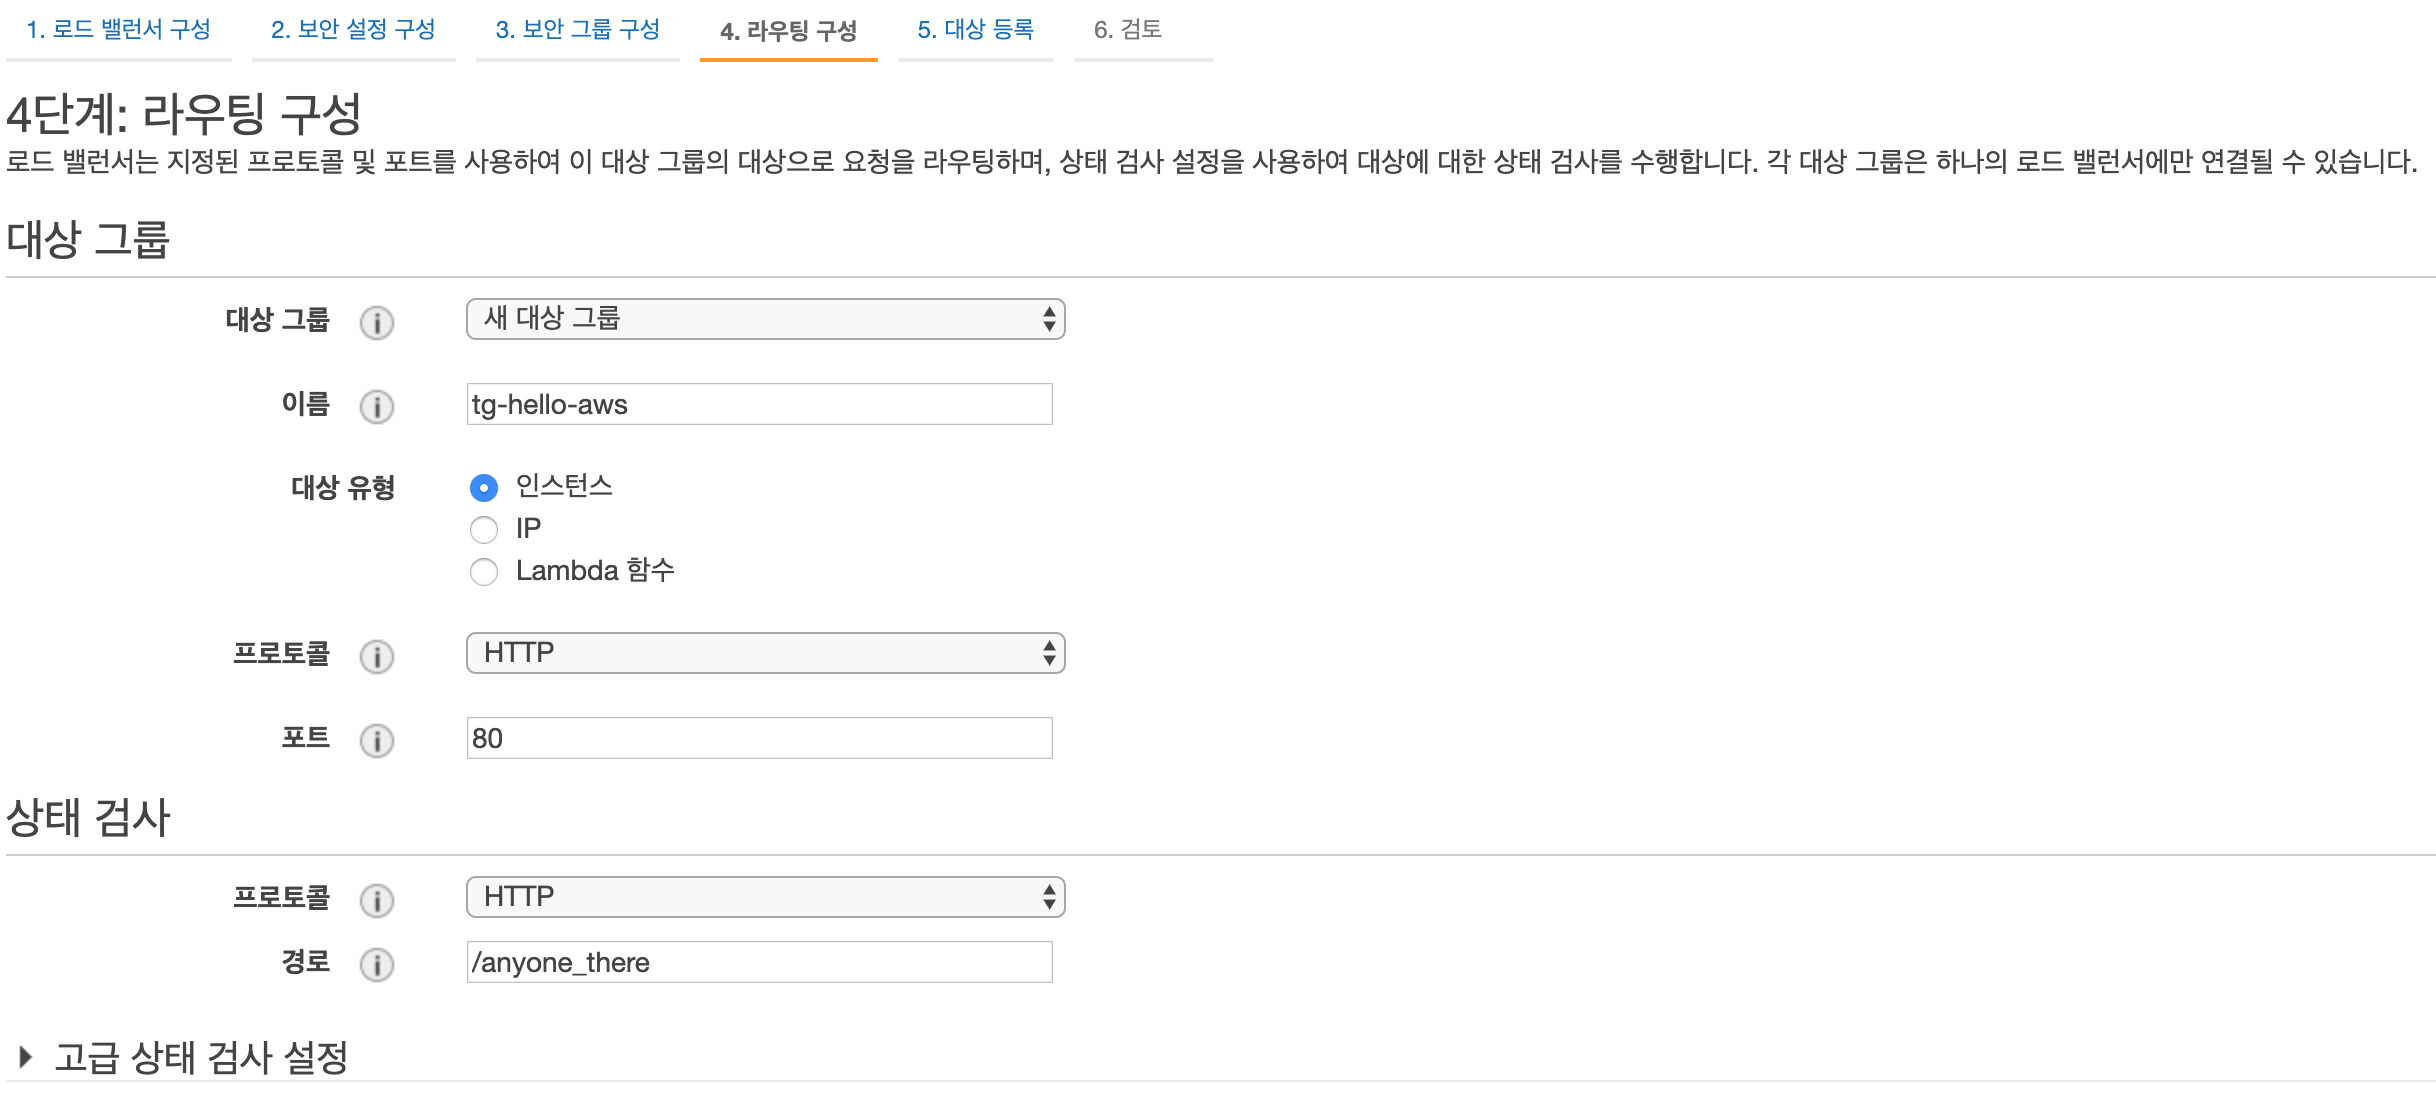 1. 로드 밸런서 구성 2. 보안 설정 구성 3. 보안 그룹 구성 4. 라우팅 구성 5. 대상 등록 6. 검토
4단계: 라우팅 구성
로드 밸런서는 지정된 프로토콜 및 포트를 사용하여 이 대상 그룹의 대상으로 요청을 라우팅하며, 상태 검사 설정을 사용하여 대상에 대한 상태 검사를 수행합니다. 각 대상 그룹은 하나의 로드 밸런서에만 연결될 수 있습니다.
대상 그룹
대상 그룹 i 새 대상 그룹
이름 i tg-hello-aws
대상 유형 인스턴스
IP
Lambda 함수
프로토콜 i HTTP
포트 i 80
상태 검사
프로토콜 i HTTP
경로 i /anyone_there
고급 상태 검사 설정